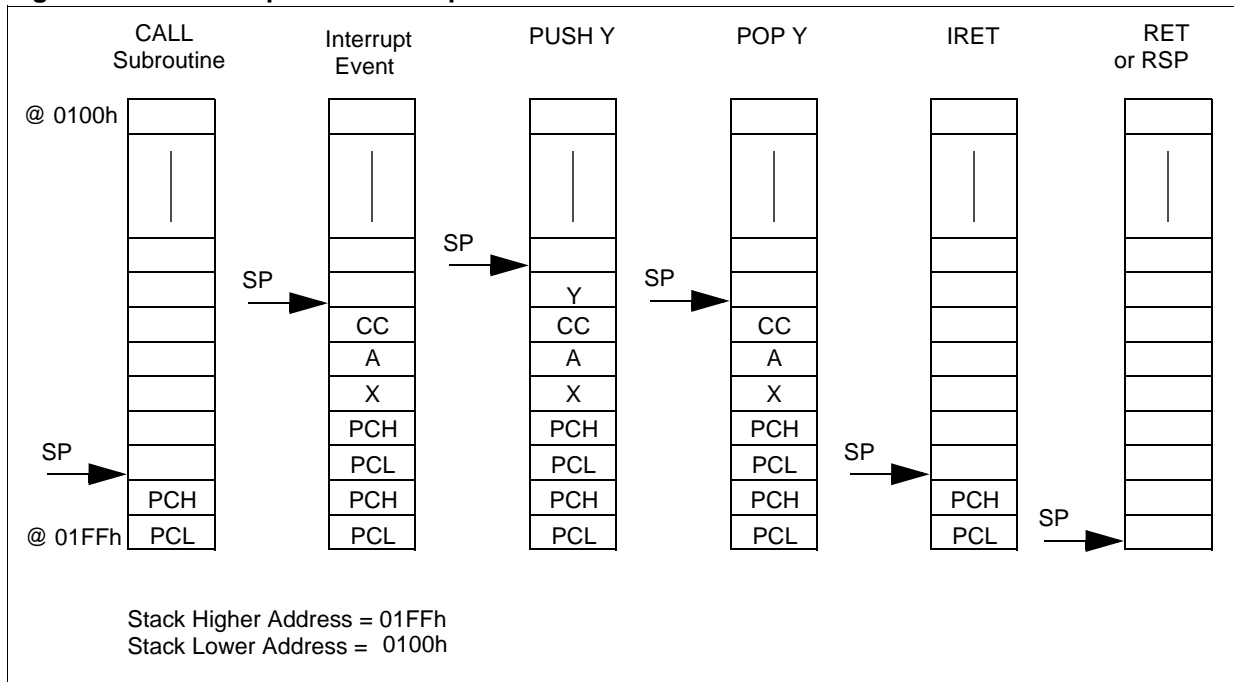 CALL Subroutine
Interrupt Event
PUSH Y
POP Y
IRET
RET or RSP
@ 0100h
SP
PCH
@ 01FFh PCL
SP
CC
A
X
PCH
PCL
PCH
PCL
SP
Y
CC
A
X
PCH
PCL
PCH
PCL
SP
CC
A
X
PCH
PCL
PCH
PCL
SP
PCH
PCL
SP
Stack Higher Address = 01FFh
Stack Lower Address = 0100h